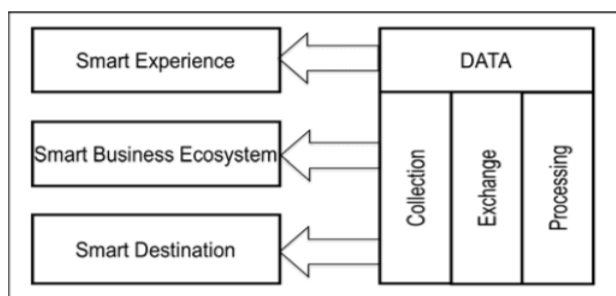 Smart Experience
DATA
Smart Business Ecosystem
Smart Destination
Collection
Exchange
Processing